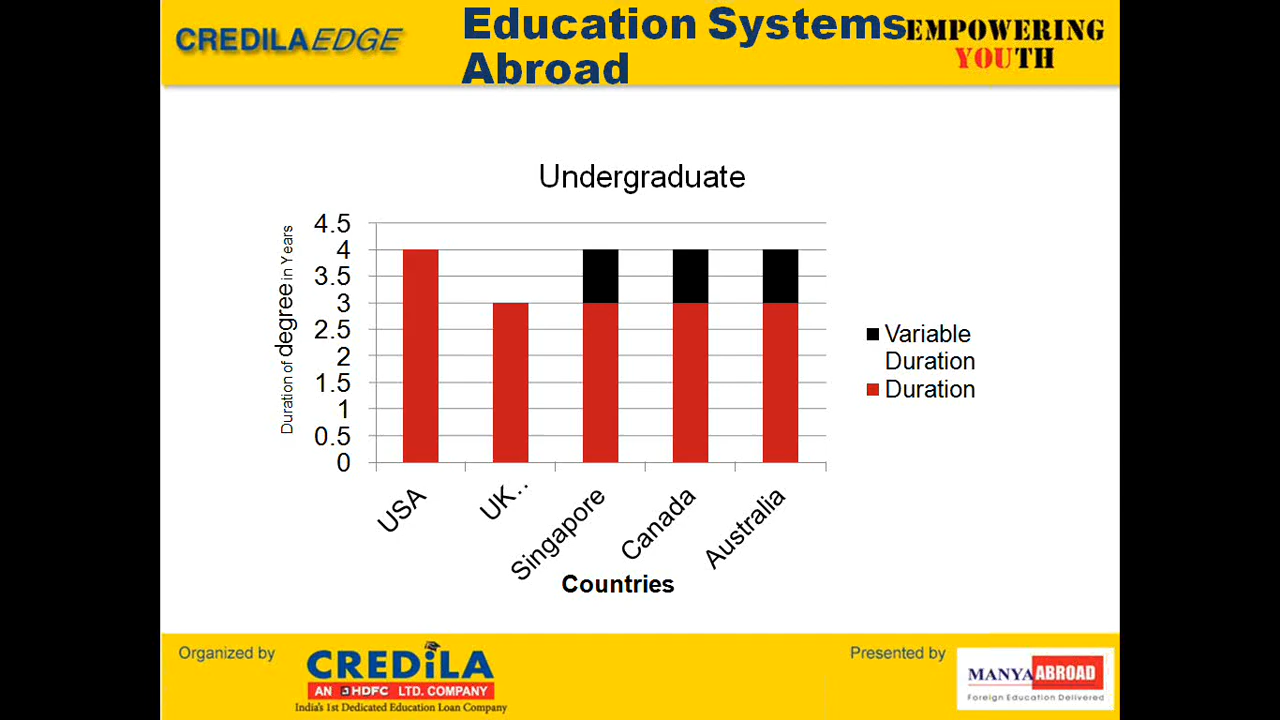 CREDILAEDGE
Education Systems
Abroad
EMPOWERING
YOUTH
Undergraduate
Duration of degree in Years
4.5
4
3.5
3
2.5
2
1.5
1
0.5
0
USA
UK..
Singapore
Canada
Australia
Countries
Variable
Duration
Duration
Organized by
CREDiLA
AN HDFC LTD. COMPANY
India's 1st Dedicated Education Loan Company
Presented by
MANYA ABROAD
Foreign Education Delivered